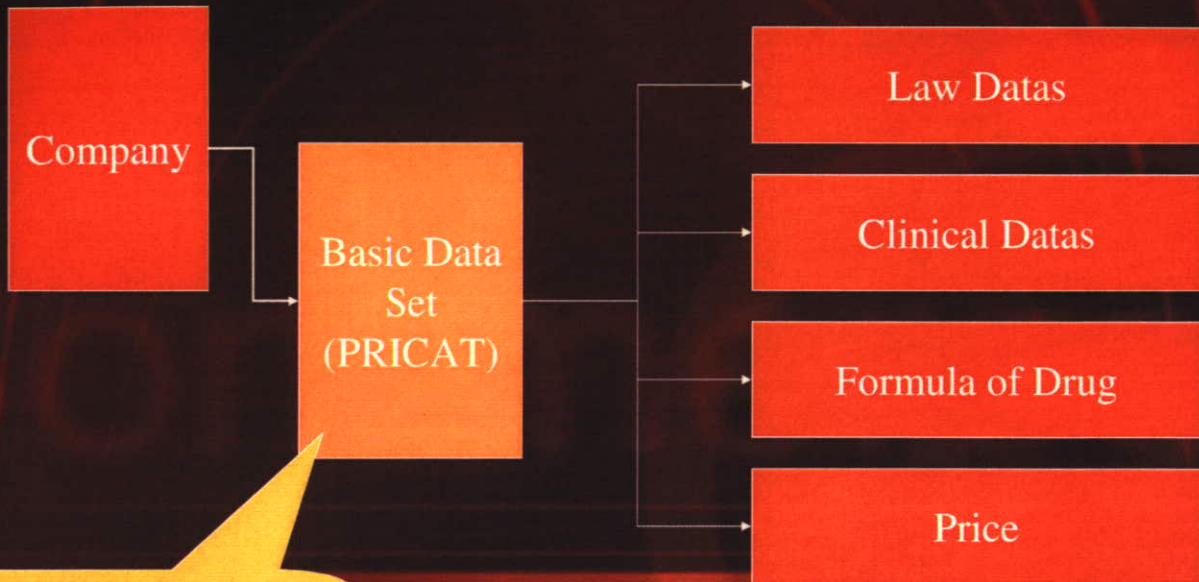 Company
Basic Data
Set
(PRICAT)
Law Datas
Clinical Datas
Formula of Drug
Price